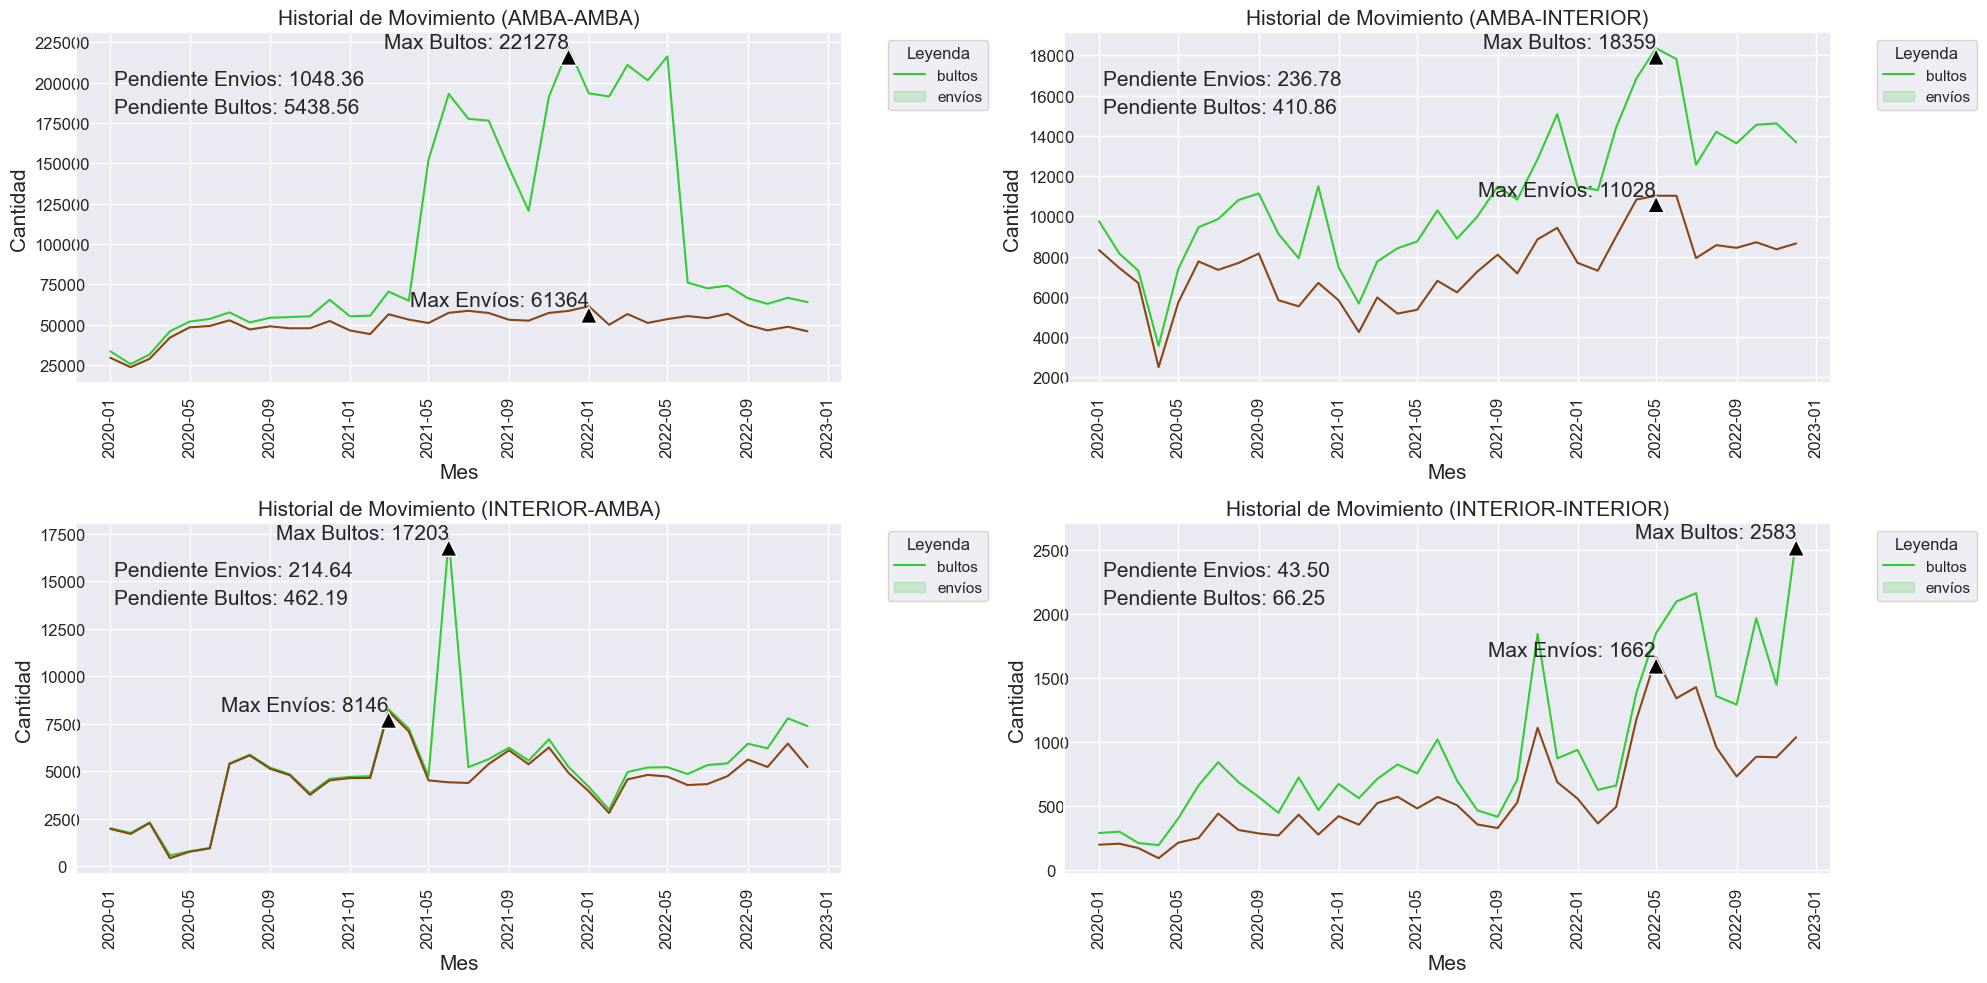 Historial de Movimiento (AMBA-AMBA)
Max Bultos: 221278
Pendiente Envios: 1048.36
Pendiente Bultos: 5438.56
Max Envíos: 61364
225000
200000
175000
150000
125000
100000
75000
50000
25000
Cantidad
2020-01
2020-05
2020-09
2021-01
2021-05
2021-09
2022-01
2022-05
2022-09
2023-01
Mes
Leyenda
bultos
envíos
Historial de Movimiento (AMBA-INTERIOR)
Max Bultos: 18359
Pendiente Envios: 236.78
Pendiente Bultos: 410.86
Max Envíos: 11028
18000
16000
14000
12000
10000
8000
6000
4000
2000
Cantidad
2020-01
2020-05
2020-09
2021-01
2021-05
2021-09
2022-01
2022-05
2022-09
2023-01
Mes
Leyenda
bultos
envíos
Historial de Movimiento (INTERIOR-AMBA)
Max Bultos: 17203
Pendiente Envios: 214.64
Pendiente Bultos: 462.19
Max Envíos: 8146
17500
15000
12500
10000
7500
5000
2500
0
Cantidad
2020-01
2020-05
2020-09
2021-01
2021-05
2021-09
2022-01
2022-05
2022-09
2023-01
Mes
Leyenda
bultos
envíos
Historial de Movimiento (INTERIOR-INTERIOR)
Max Bultos: 2583
Pendiente Envios: 43.50
Pendiente Bultos: 66.25
Max Envíos: 1662
2500
2000
1500
1000
500
0
Cantidad
2020-01
2020-05
2020-09
2021-01
2021-05
2021-09
2022-01
2022-05
2022-09
2023-01
Mes
Leyenda
bultos
envíos